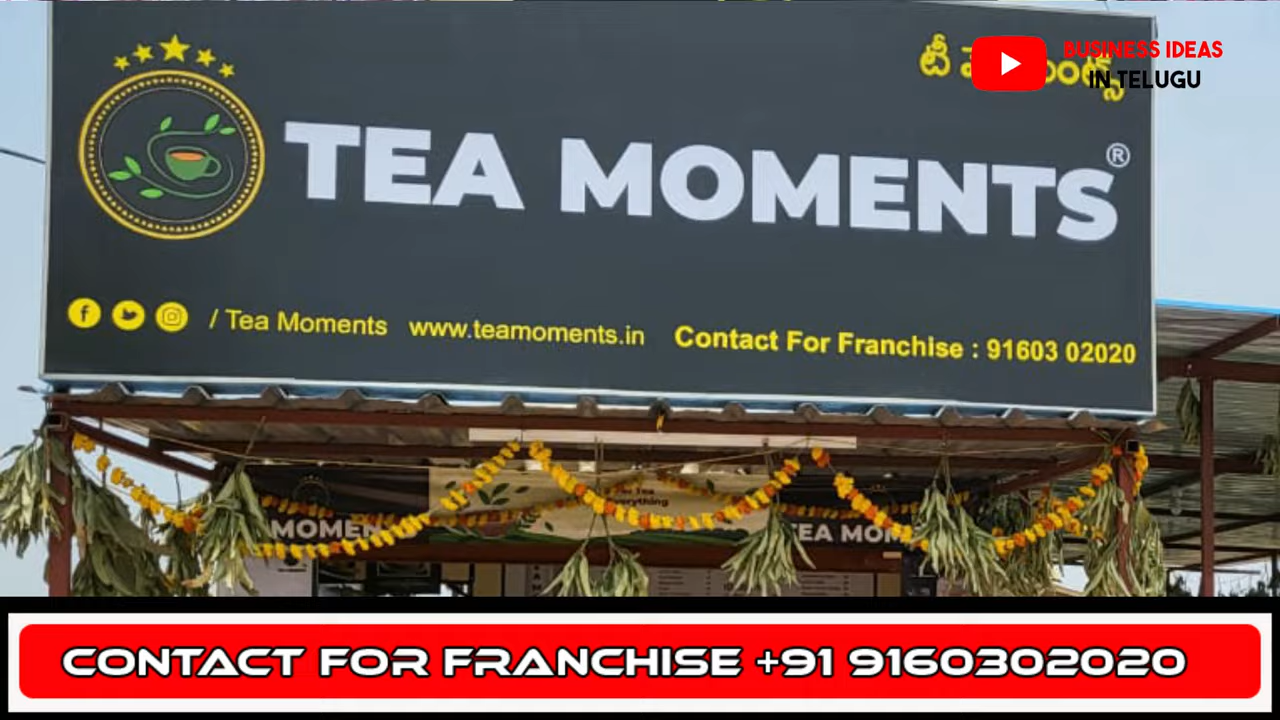 టీ
BUSINESS IDEAS
IN TELUGU
TEA MOMENTS®
/ Tea Moments www.teamoments.in Contact For Franchise : 91603 02020
MOMEN
TEA MOM
CONTACT FOR FRANCHISE +91 9160302020